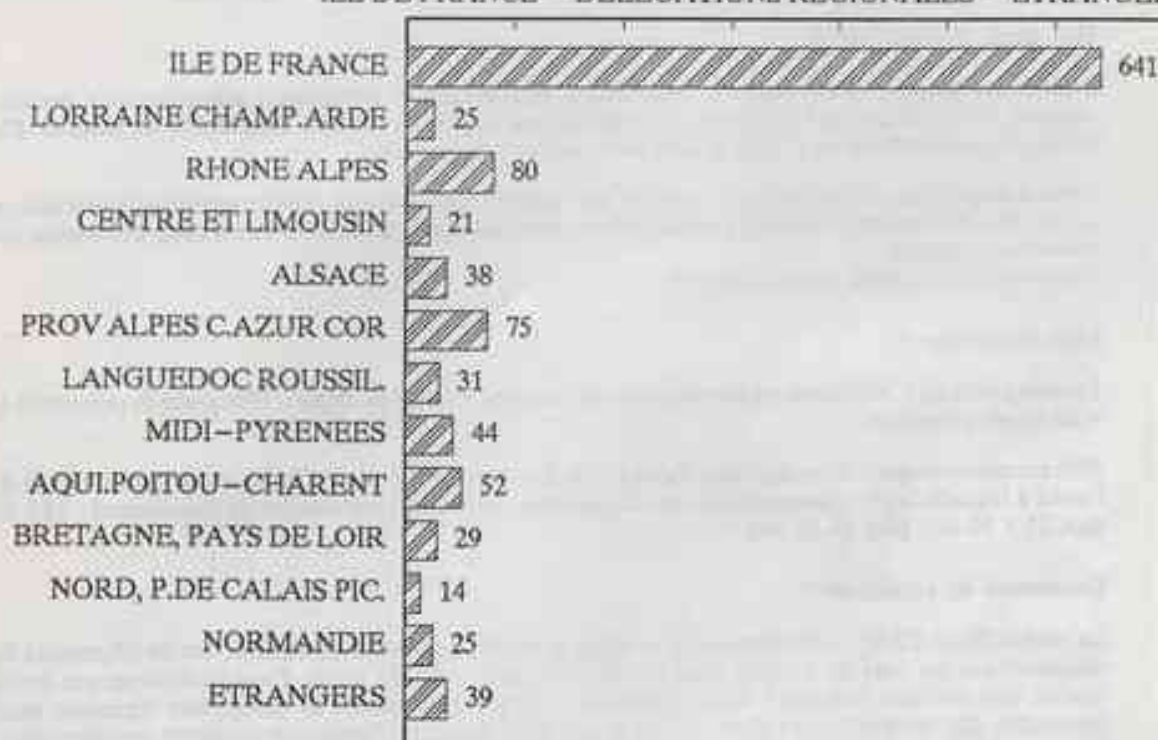 ILE DE FRANCE 641
LORRAINE CHAMP.ARDE 25
RHONE ALPES 80
CENTRE ET LIMOUSIN 21
ALSACE 38
PROV ALPES C.AZUR COR 75
LANGUEDOC ROUSSIL. 31
MIDI-PYRENEES 44
AQUI.POITOU-CHARENT 52
BRETAGNE, PAYS DE LOIR 29
NORD, P.DE CALAIS PIC. 14
NORMANDIE 25
ETRANGERS 39